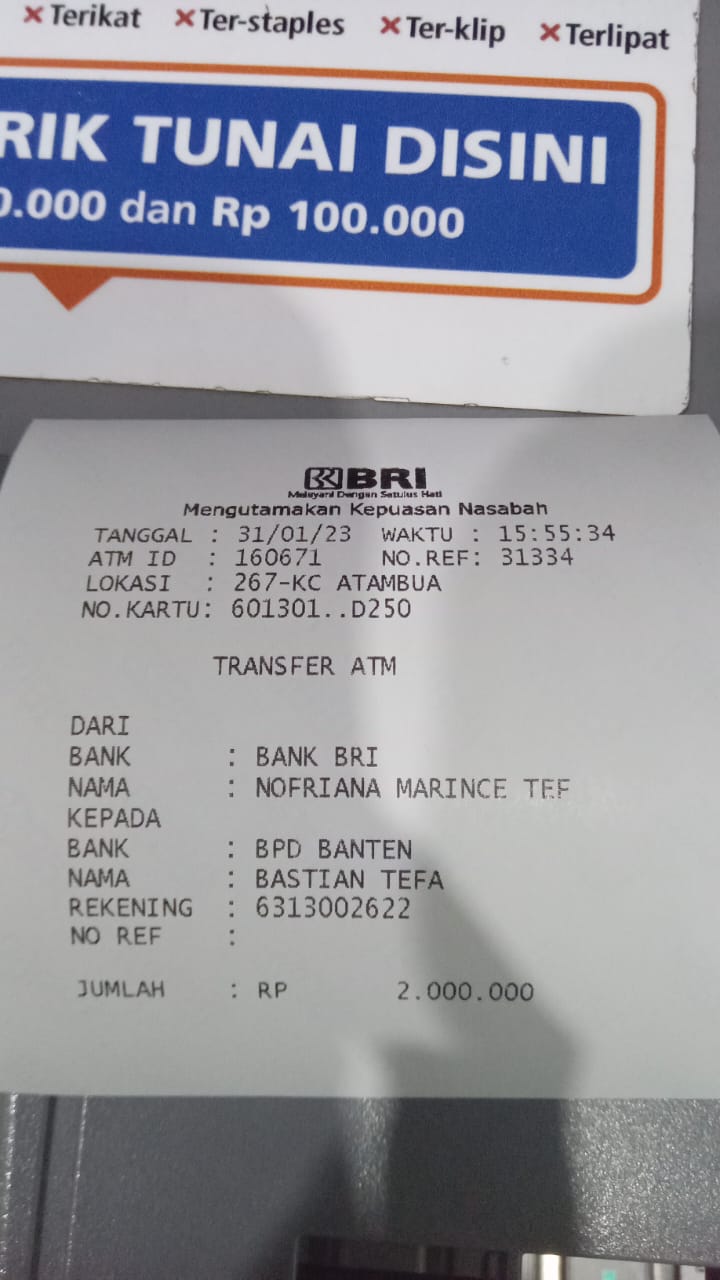 ×Terikat ×Ter-staples ×Ter-klip ×Terlipat
RIK TUNAI DISINI
0.000 dan Rp 100.000
BRI
Melayani Dengan Setulus Hati
Mengutamakan Kepuasan Nasabah
TANGGAL : 31/01/23 WAKTU : 15:55:34
ATM ID : 160671 NO.REF: 31334
LOKASI : 267-KC ATAMBUA
NO.KARTU: 601301..D250
TRANSFER ATM
DARI
BANK : BANK BRI
NAMA : NOFRIANA MARINCE TEF
KEPADA
BANK : BPD BANTEN
NAMA : BASTIAN TEFA
REKENING : 6313002622
NO REF :
JUMLAH : RP 2.000.000